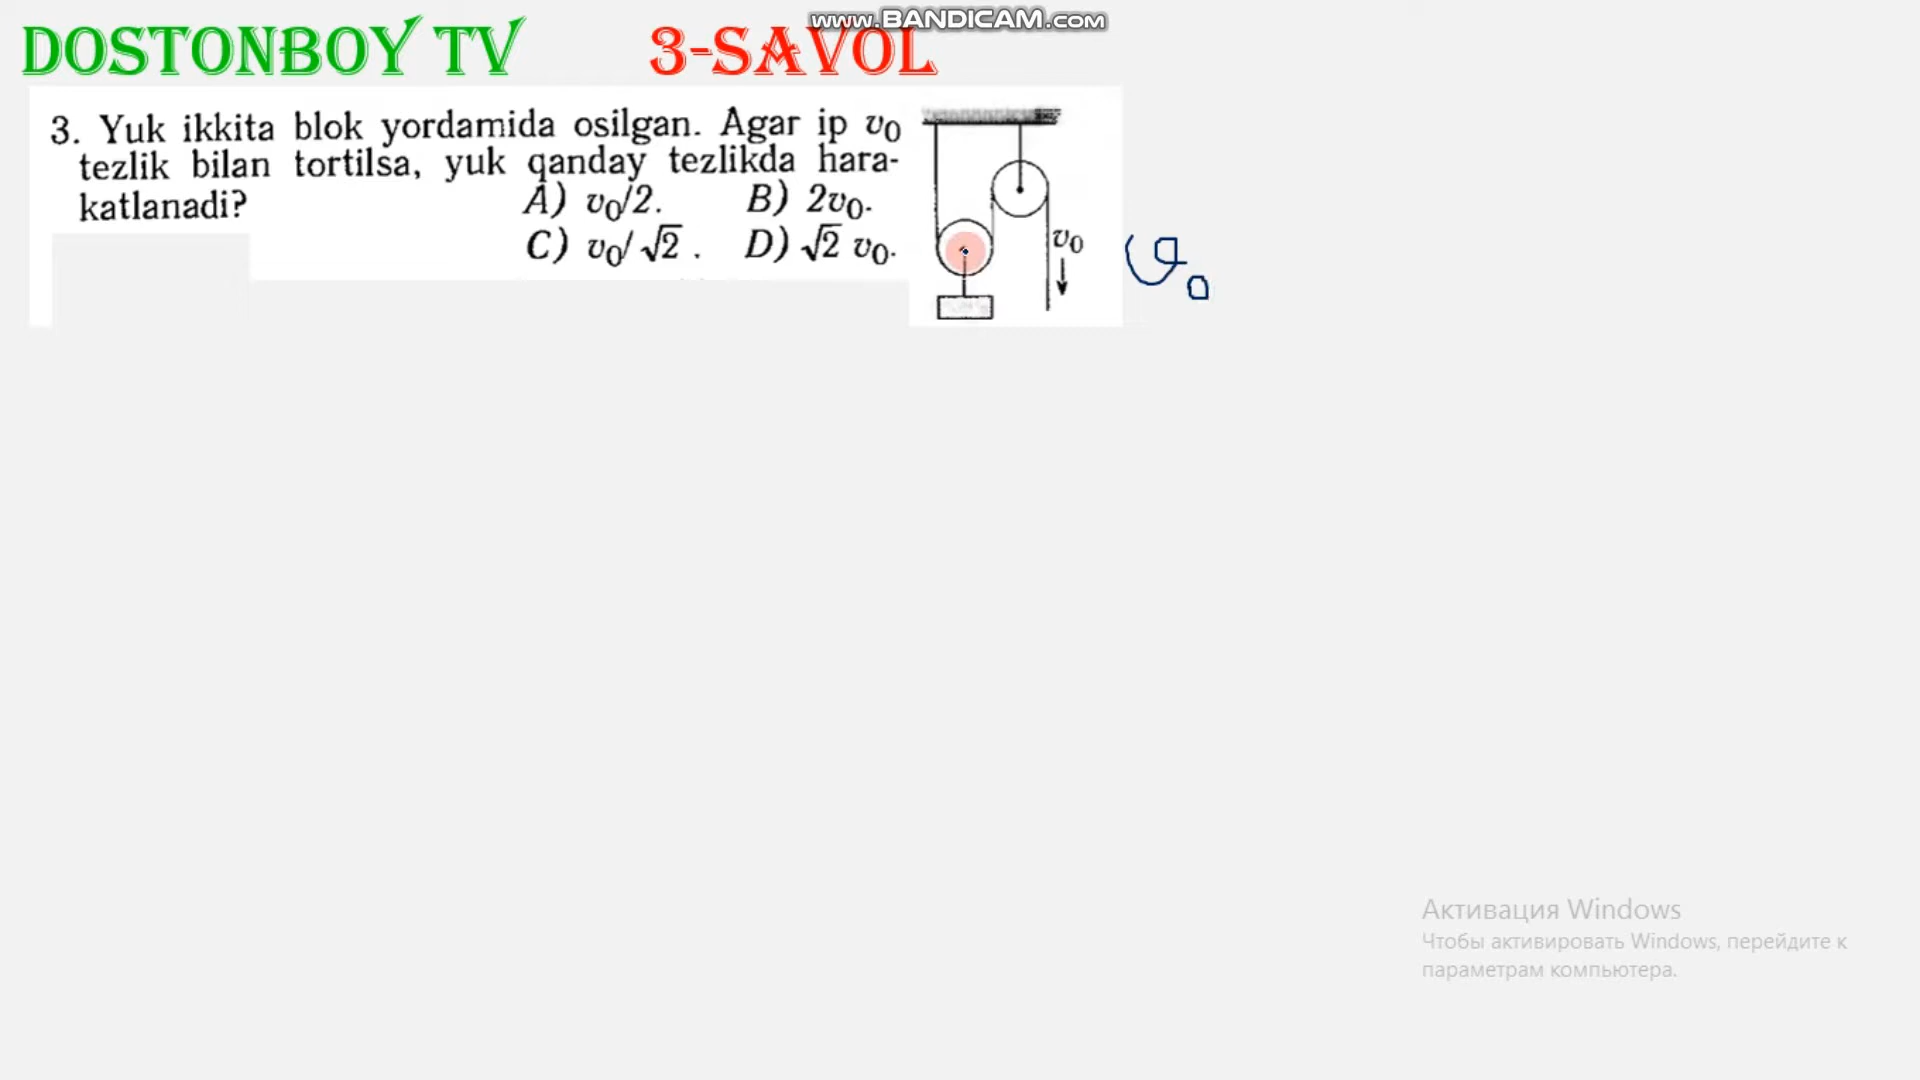 www.BANDICAM.com
DOSTONBOY TV 3-SAVOL
3. Yuk ikkita blok yordamida osilgan. Agar ip v₀
tezlik bilan tortilsa, yuk qanday tezlikda hara-
katlanadi? A) v₀/2. B) 2v₀.
C) v₀/√2 . D) √2 v₀.
v₀
v₀
Активация Windows
Чтобы активировать Windows, перейдите к
параметрам компьютера.